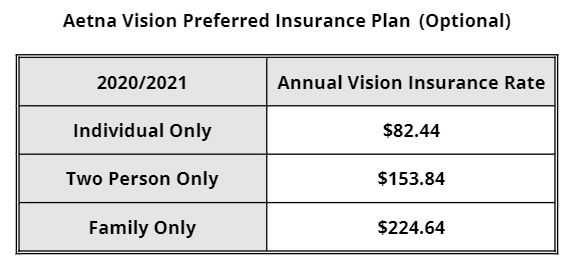 Aetna Vision Preferred Insurance Plan (Optional)
2020/2021 Annual Vision Insurance Rate
Individual Only $82.44
Two Person Only $153.84
Family Only $224.64